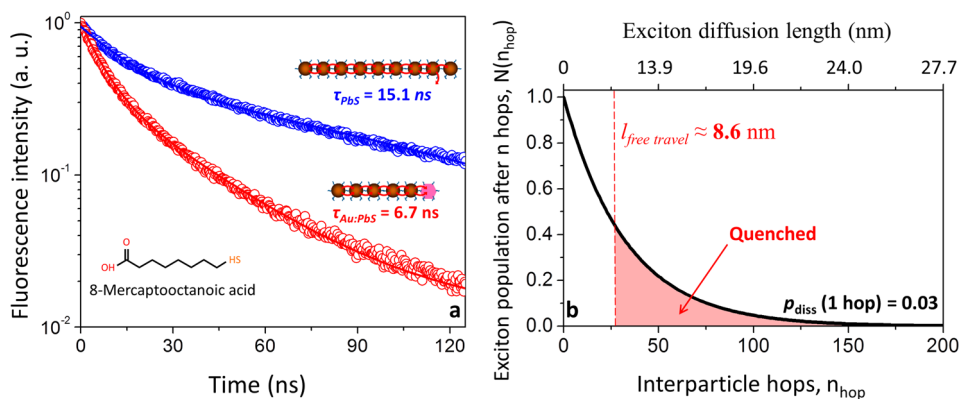 Fluorescence intensity (a. u.)
10⁰
10⁻¹
10⁻²
τPbS = 15.1 ns
τAu:PbS = 6.7 ns
O
OH
HS
8-Mercaptooctanoic acid
a
0 30 60 90 120
Time (ns)
Exciton diffusion length (nm)
0 13.9 19.6 24.0 27.7
Exciton population after n hops, N(nhop)
1.0
0.8
0.6
0.4
0.2
0.0
lfree travel ≈ 8.6 nm
Quenched
pdiss (1 hop) = 0.03
b
0 50 100 150 200
Interparticle hops, nhop